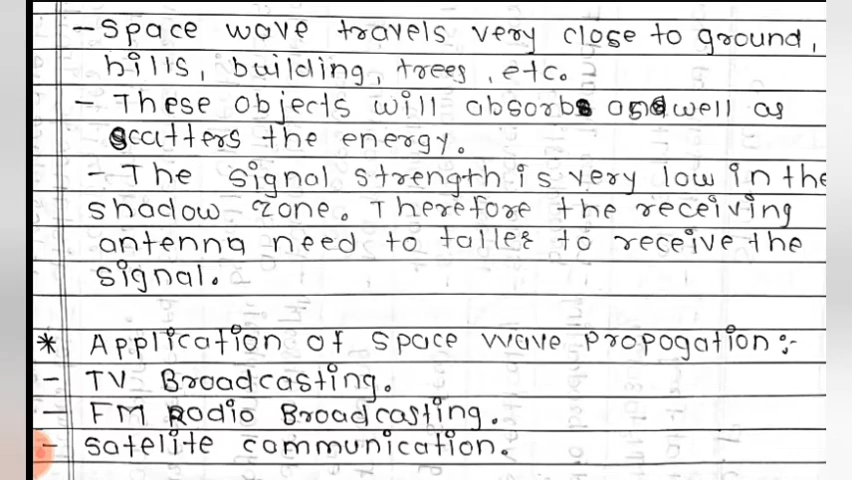 - Space wave travels very close to ground,
hills, building, trees, etc.
- These objects will absorbs as well as
scatters the energy.
- The signal strength is very low in the
shadow zone. Therefore the receiving
antenna need to taller to receive the
signal.
* Application of space wave propogation :-
- TV Broadcasting.
- FM Radio Broadcasting.
- satelite communication.